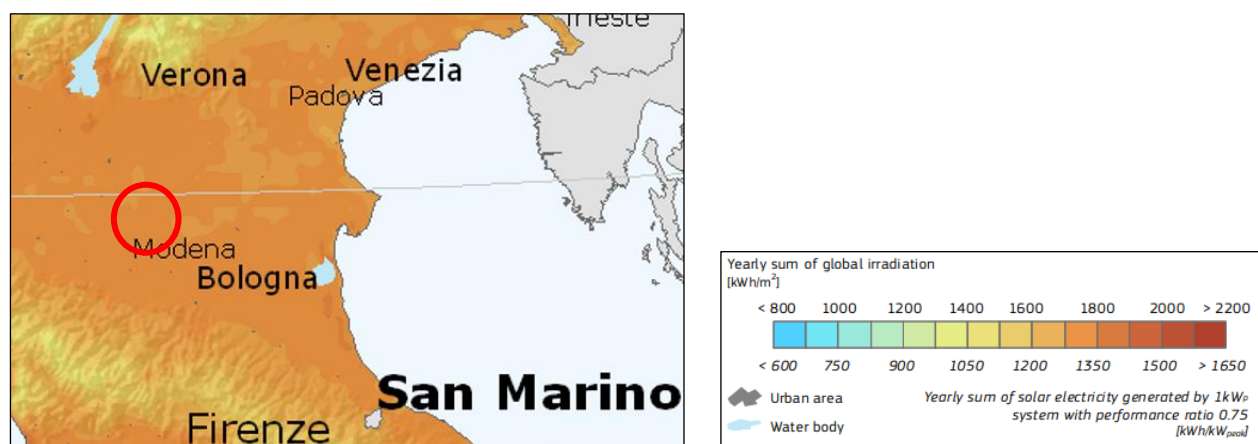 Trieste
Verona
Venezia
Padova
Modena
Bologna
San Marino
Firenze
Yearly sum of global irradiation
[kWh/m²]
< 800 1000 1200 1400 1600 1800 2000 > 2200
< 600 750 900 1050 1200 1350 1500 > 1650
Urban area
Water body
Yearly sum of solar electricity generated by 1kWp
system with performance ratio 0.75
[kWh/kWpeak]